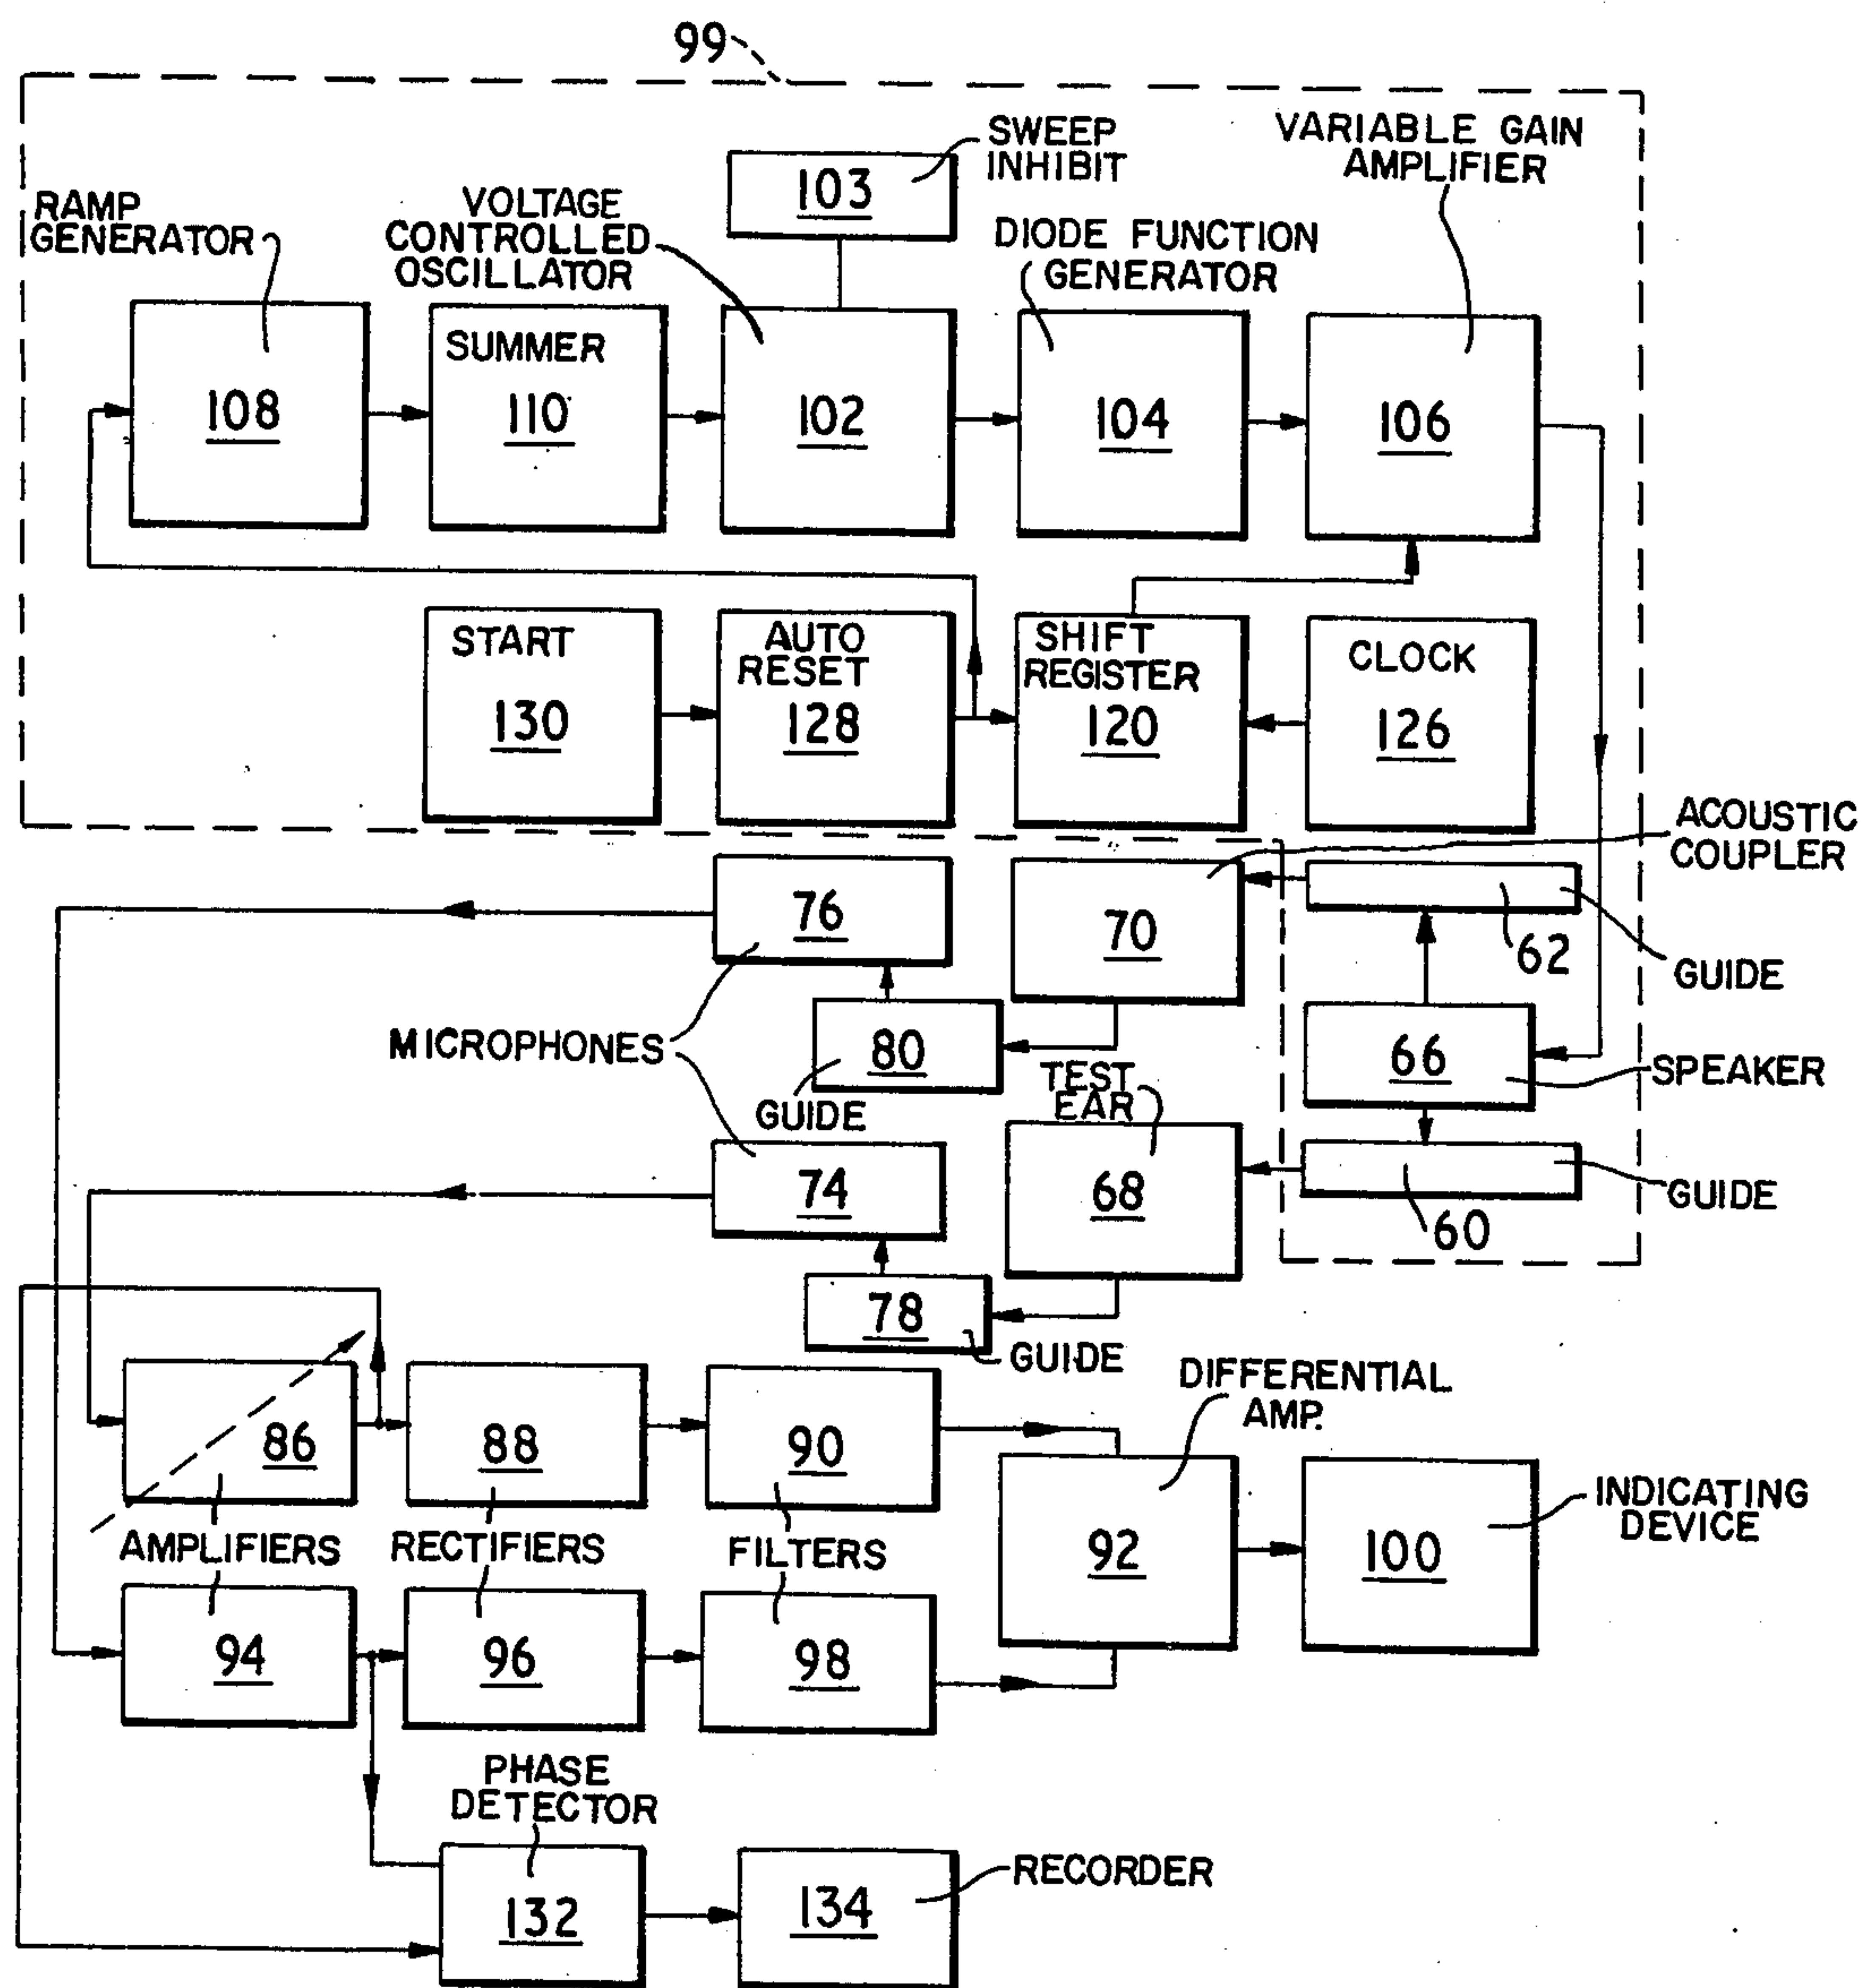 99
SWEEP
INHIBIT
VARIABLE GAIN
AMPLIFIER
103
RAMP
GENERATOR
VOLTAGE
CONTROLLED
OSCILLATOR
DIODE FUNCTION
GENERATOR
108
SUMMER
110
102
104
106
START
130
AUTO
RESET
128
SHIFT
REGISTER
120
CLOCK
126
ACOUSTIC
COUPLER
76
70
62
GUIDE
MICROPHONES
80
GUIDE
66
SPEAKER
TEST
EAR
74
68
60
GUIDE
78
GUIDE
86
88
90
DIFFERENTIAL
AMP.
AMPLIFIERS
RECTIFIERS
FILTERS
92
100
INDICATING
DEVICE
94
96
98
PHASE
DETECTOR
132
134
RECORDER